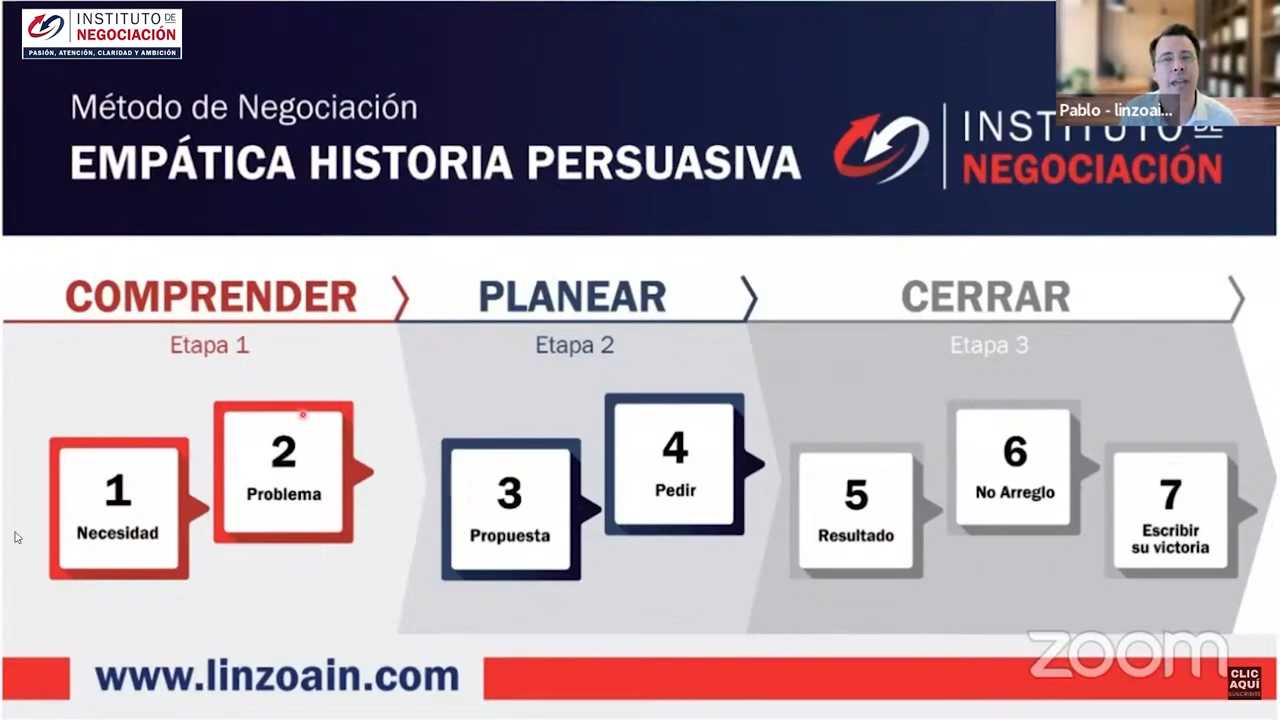 INSTITUTO DE
NEGOCIACIÓN
PASIÓN, ATENCIÓN, CLARIDAD Y AMBICIÓN
Pablo - linzoai...
Método de Negociación
EMPÁTICA HISTORIA PERSUASIVA
INSTITUTO DE
NEGOCIACIÓN
COMPRENDER
PLANEAR
CERRAR
Etapa 1
Etapa 2
Etapa 3
1
Necesidad
2
Problema
3
Propuesta
4
Pedir
5
Resultado
6
No Arreglo
7
Escribir
su victoria
www.linzoain.com
zoom
CLIC
AQUÍ
SUSCRIBITE